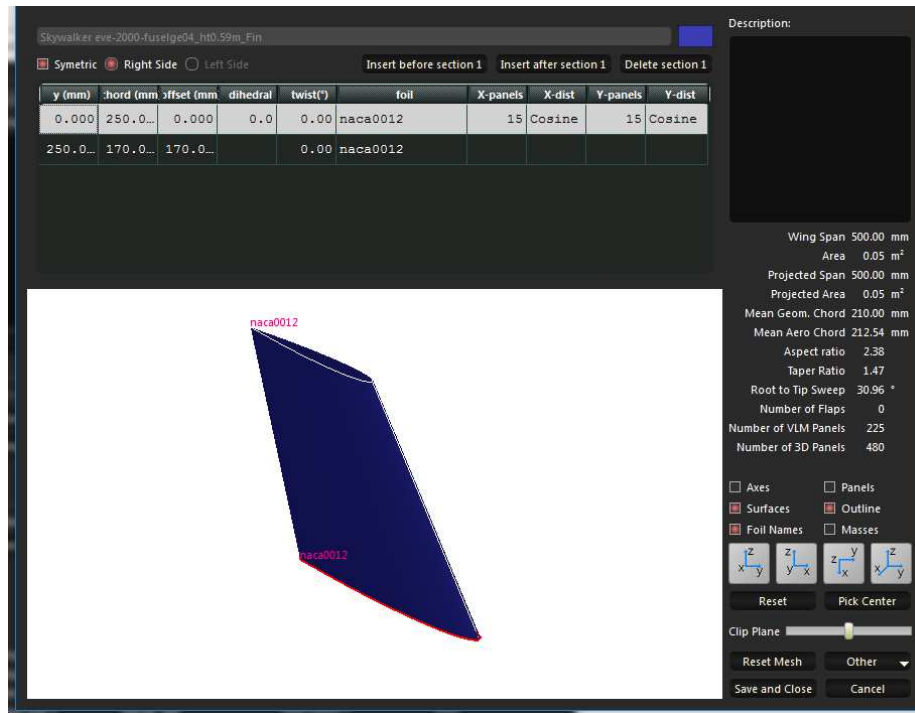 Description:
Skywalker eve-2000-fuselge04_ht0.59m_Fin
Symetric Right Side Left Side Insert before section 1 Insert after section 1 Delete section 1
y (mm) :hord (mm offset (mm dihedral twist(°) foil X-panels X-dist Y-panels Y-dist
0.000 250.0... 0.000 0.0 0.00 naca0012 15 Cosine 15 Cosine
250.0... 170.0... 170.0... 0.00 naca0012
Wing Span 500.00 mm
Area 0.05 m²
Projected Span 500.00 mm
Projected Area 0.05 m²
Mean Geom. Chord 210.00 mm
Mean Aero Chord 212.54 mm
Aspect ratio 2.38
Taper Ratio 1.47
Root to Tip Sweep 30.96 °
Number of Flaps 0
Number of VLM Panels 225
Number of 3D Panels 480
naca0012
naca0012
Axes Panels
Surfaces Outline
Foil Names Masses
z x y
z y x
z y x
z x y
Reset Pick Center
Clip Plane
Reset Mesh Other
Save and Close Cancel